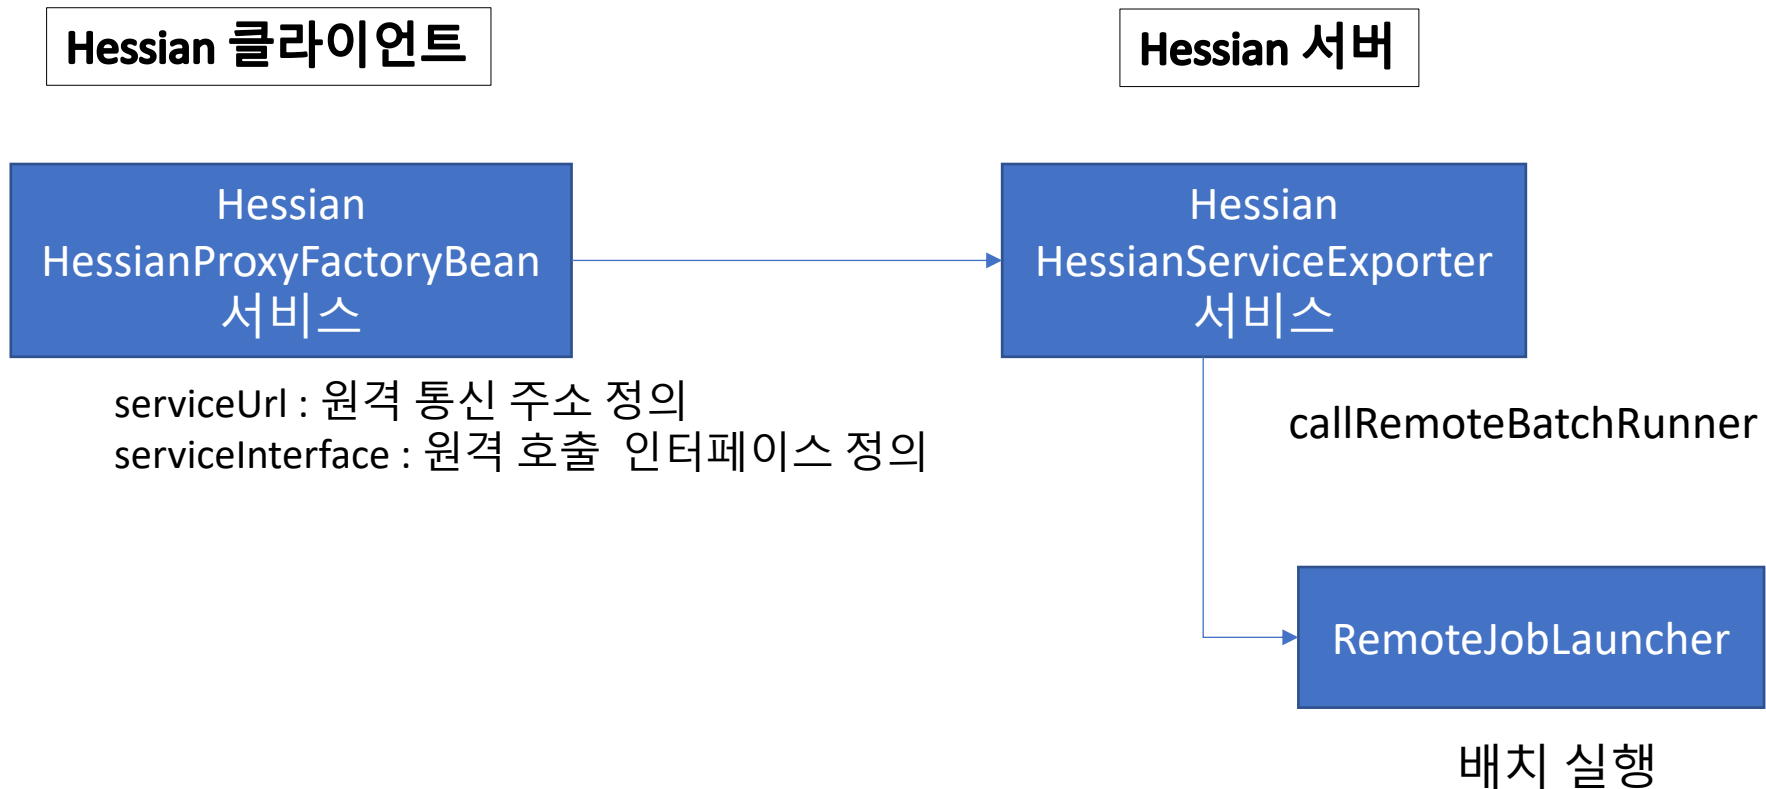 Hessian 클라이언트
Hessian 서버
Hessian
HessianProxyFactoryBean
서비스
Hessian
HessianServiceExporter
서비스
serviceUrl : 원격 통신 주소 정의
serviceInterface : 원격 호출 인터페이스 정의
callRemoteBatchRunner
RemoteJobLauncher
배치 실행